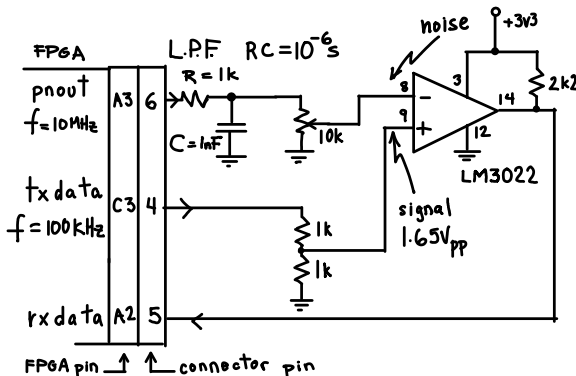 FPGA
L.P.F RC=10⁻⁶s
noise
+3v3
pnout
f=10MHz
A3 6
R=1k
C=1nF
10k
8
9
3
12
14
2k2
LM3022
txdata
f=100KHz
C3 4
1k
1k
signal
1.65Vpp
rxdata A2 5
FPGA pin
connector pin